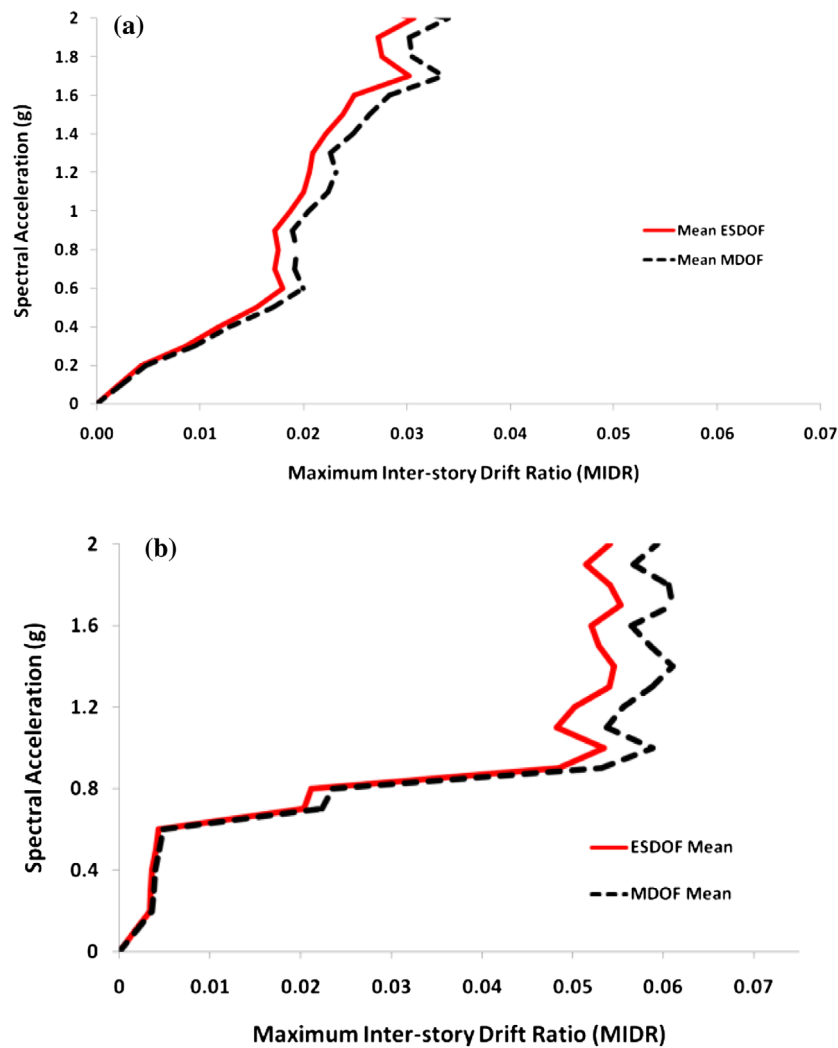 (a)
2
1.8
1.6
1.4
1.2
1
0.8
0.6
0.4
0.2
0
Spectral Acceleration (g)
Mean ESDOF
Mean MDOF
0.00 0.01 0.02 0.03 0.04 0.05 0.06 0.07
Maximum Inter-story Drift Ratio (MIDR)
(b)
2
1.6
1.2
0.8
0.4
0
Spectral Acceleration (g)
ESDOF Mean
MDOF Mean
0 0.01 0.02 0.03 0.04 0.05 0.06 0.07
Maximum Inter-story Drift Ratio (MIDR)